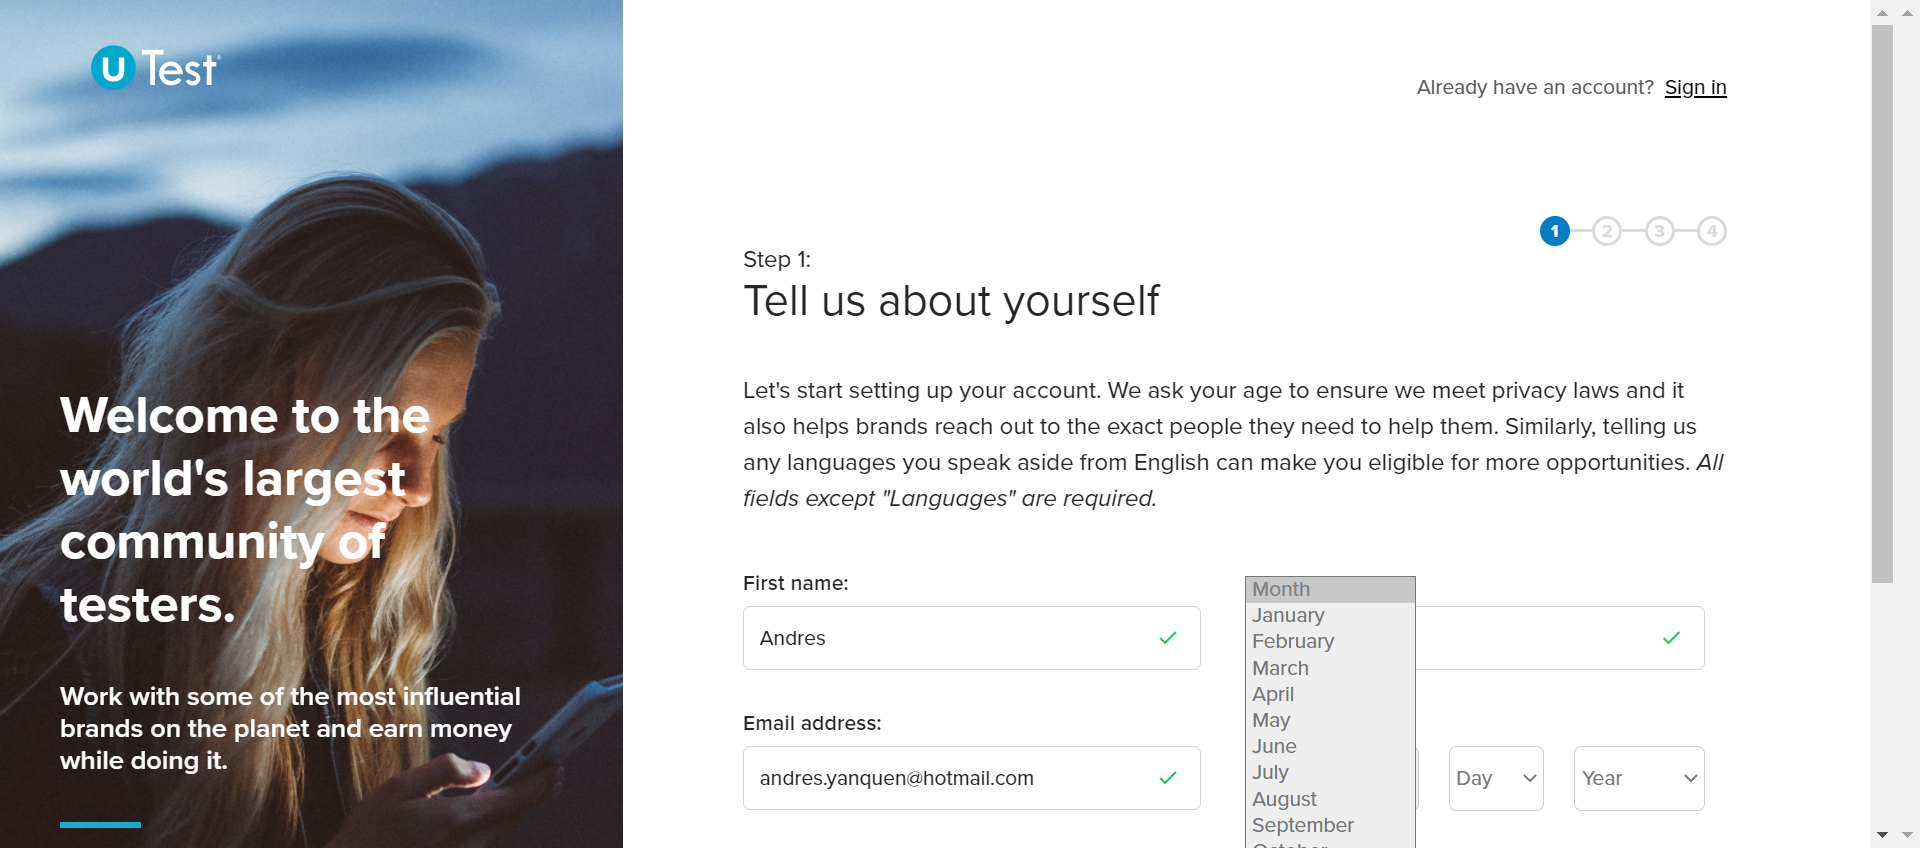 u Test
Welcome to the
world's largest
community of
testers.
Work with some of the most influential
brands on the planet and earn money
while doing it.
Already have an account? Sign in
1 2 3 4
Step 1:
Tell us about yourself
Let's start setting up your account. We ask your age to ensure we meet privacy laws and it
also helps brands reach out to the exact people they need to help them. Similarly, telling us
any languages you speak aside from English can make you eligible for more opportunities. All
fields except "Languages" are required.
First name:
Andres
Email address:
andres.yanquen@hotmail.com
Month
January
February
March
April
May
June
July
August
September
October
Day
Year